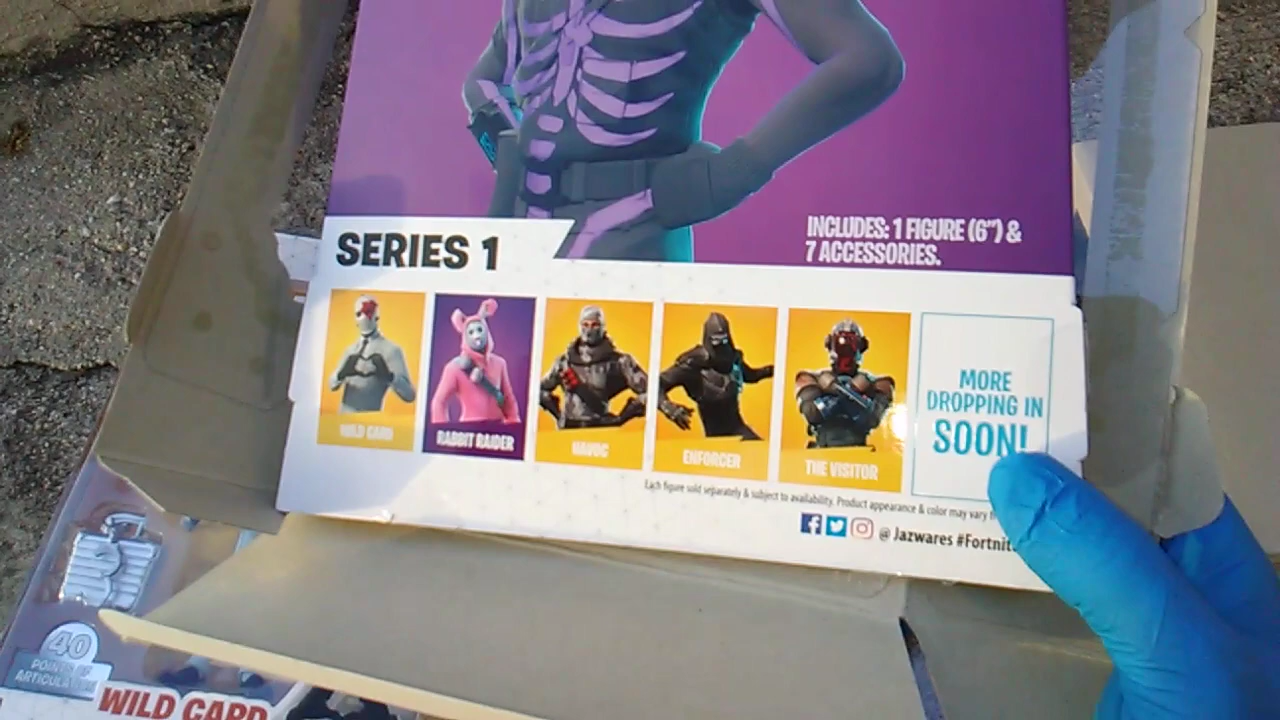 INCLUDES: 1 FIGURE (6") &
7 ACCESSORIES.
SERIES 1
WILD CARD
RABBIT RAIDER
HAVOC
ENFORCER
THE VISITOR
MORE
DROPPING IN
SOON!
Each figure sold separately & subject to availability. Product appearance & color may vary
@ Jazwares #Fortnit
40
POINTS OF
WILD CARD